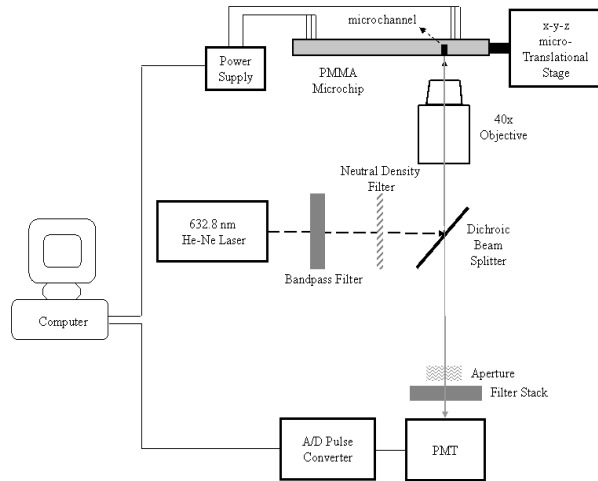 microchannel
x-y-z
micro-
Translational
Stage
Power
Supply
PMMA
Microchip
40x
Objective
Neutral Density
Filter
632.8 nm
He-Ne Laser
Bandpass Filter
Dichroic
Beam
Splitter
Computer
Aperture
Filter Stack
A/D Pulse
Converter
PMT